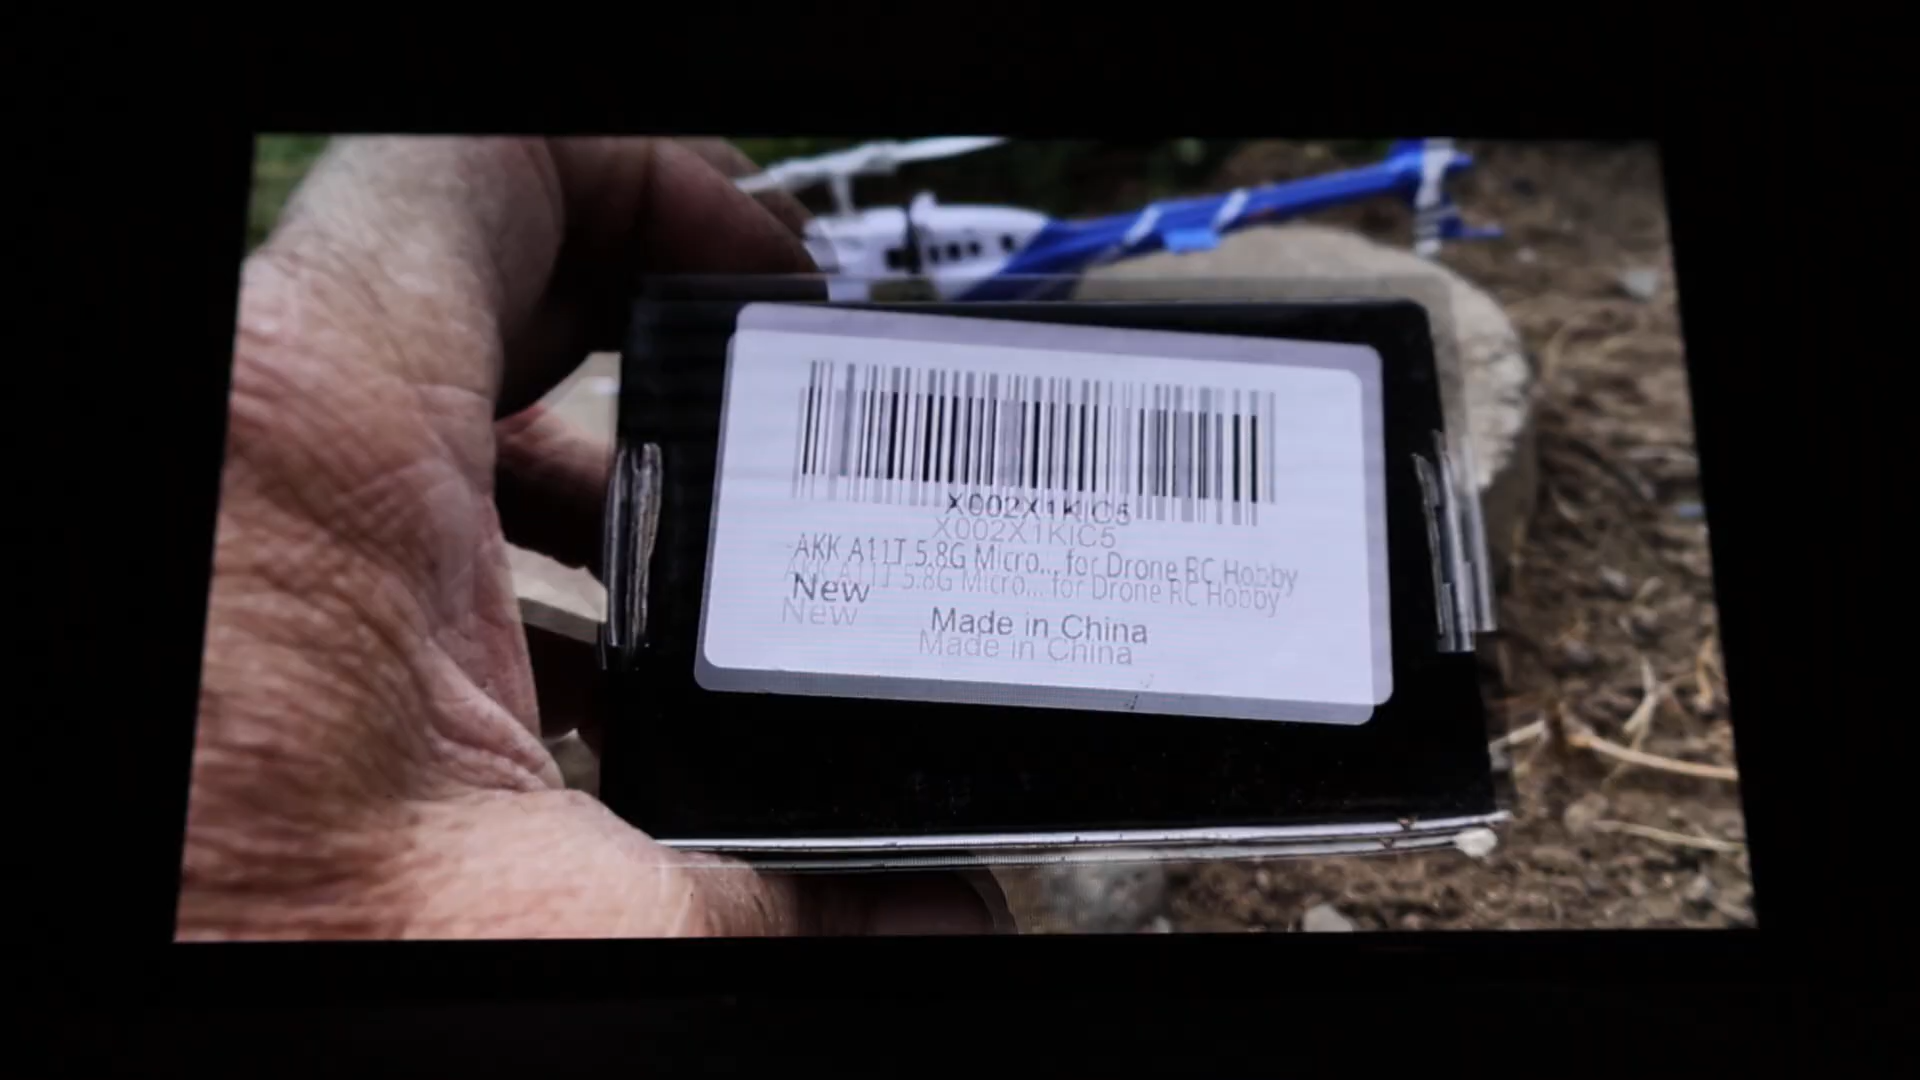 X002X1KIC5
AKK A11T 5.8G Micro... for Drone RC Hobby
New
Made in China